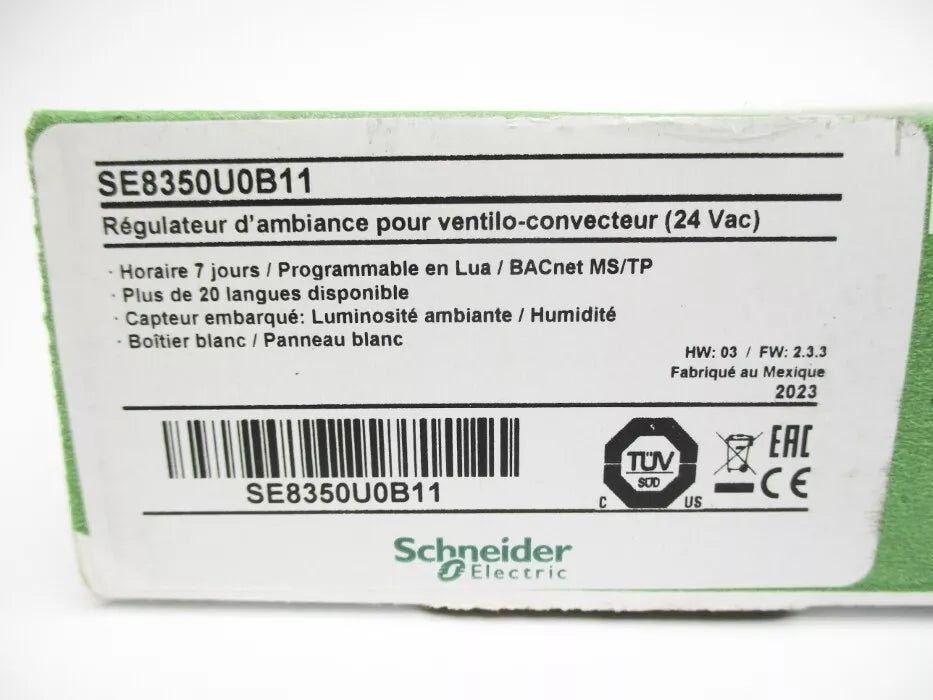 SE8350U0B11
Régulateur d'ambiance pour ventilo-convecteur (24 Vac)
· Horaire 7 jours / Programmable en Lua / BACnet MS/TP
· Plus de 20 langues disponible
· Capteur embarqué: Luminosité ambiante / Humidité
· Boîtier blanc / Panneau blanc
HW: 03 / FW: 2.3.3
Fabriqué au Mexique
2023
SE8350U0B11
TÜV
SÜD
C US
EAC
CE
Schneider
Electric